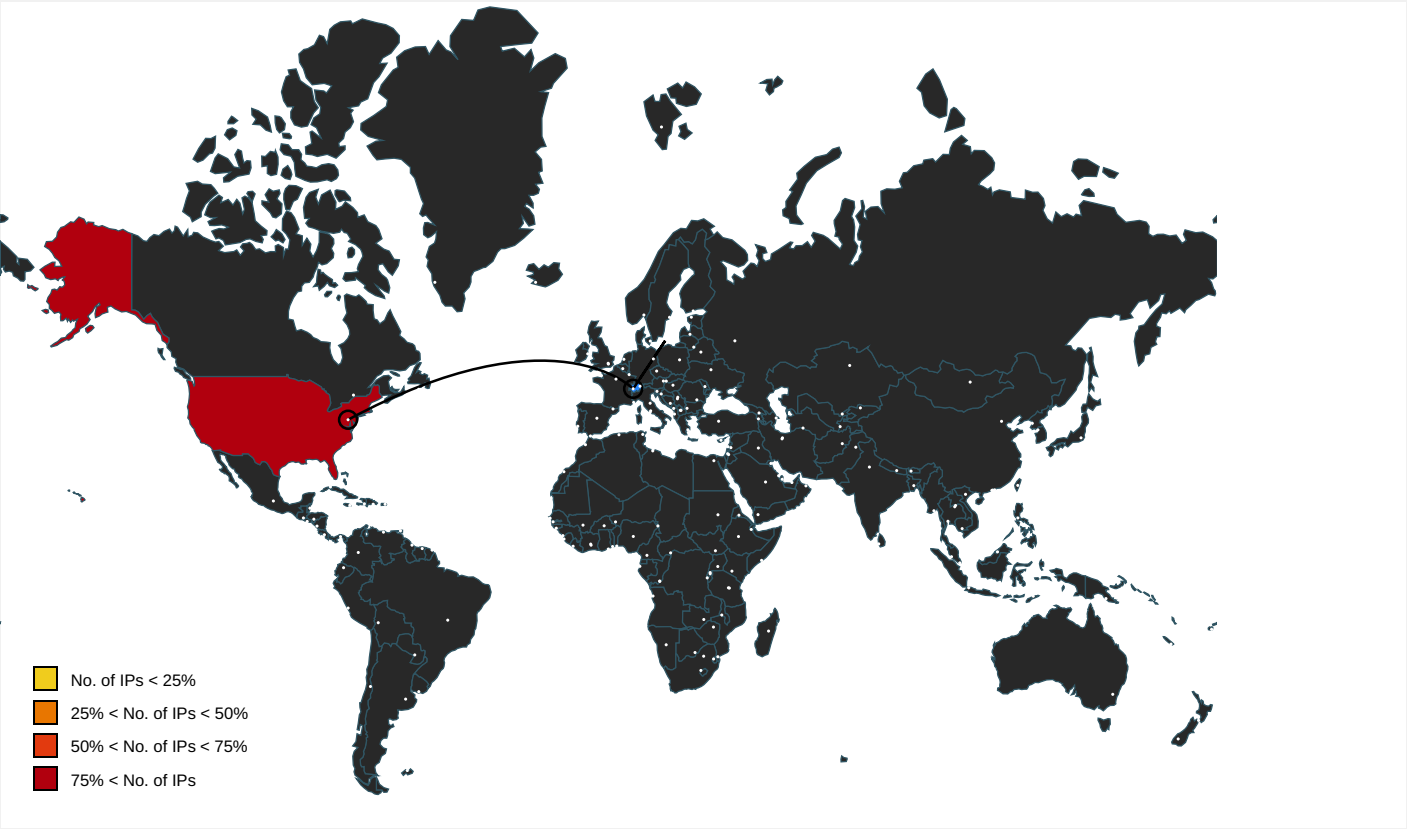 No. of IPs < 25%
25% < No. of IPs < 50%
50% < No. of IPs < 75%
75% < No. of IPs